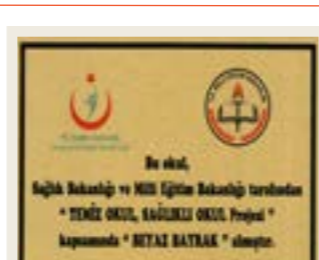 Bu okul,
Sağlık Bakanlığı ve Milli Eğitim Bakanlığı tarafından
" TEMİZ OKUL, SAĞLIKLI OKUL Projesi "
kapsamında " BEYAZ BAYRAK " almıştır.